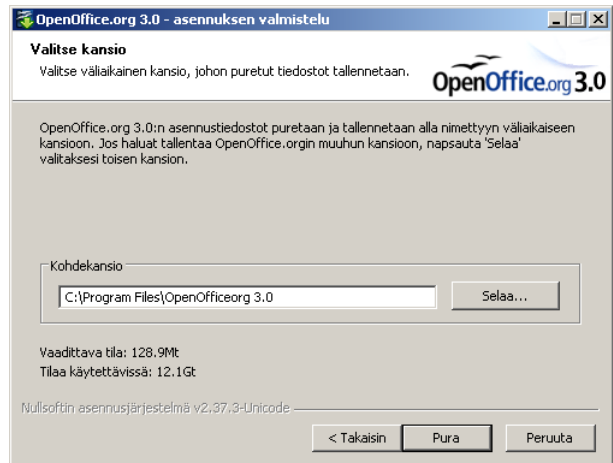 OpenOffice.org 3.0 - asennuksen valmistelu
Valitse kansio
Valitse väliaikainen kansio, johon puretut tiedostot tallennetaan.
OpenOffice.org 3.0
OpenOffice.org 3.0:n asennustiedostot puretaan ja tallennetaan alla nimettyyn väliaikaiseen
kansioon. Jos haluat tallentaa OpenOffice.orgin muuhun kansioon, napsauta 'Selaa'
valitaksesi toisen kansion.
Kohdekansio
C:\Program Files\OpenOfficeorg 3.0
Selaa...
Vaadittava tila: 128.9Mt
Tilaa käytettävissä: 12.1Gt
Nullsoftin asennusjärjestelmä v2.37.3-Unicode
< Takaisin
Pura
Peruuta